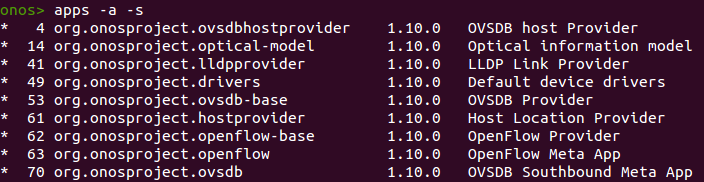 onos> apps -a -s
*   4 org.onosproject.ovsdbhostprovider    1.10.0   OVSDB host Provider
*  14 org.onosproject.optical-model        1.10.0   Optical information model
*  41 org.onosproject.lldpprovider         1.10.0   LLDP Link Provider
*  49 org.onosproject.drivers              1.10.0   Default device drivers
*  53 org.onosproject.ovsdb-base           1.10.0   OVSDB Provider
*  61 org.onosproject.hostprovider         1.10.0   Host Location Provider
*  62 org.onosproject.openflow-base        1.10.0   OpenFlow Provider
*  63 org.onosproject.openflow             1.10.0   OpenFlow Meta App
*  70 org.onosproject.ovsdb                1.10.0   OVSDB Southbound Meta App